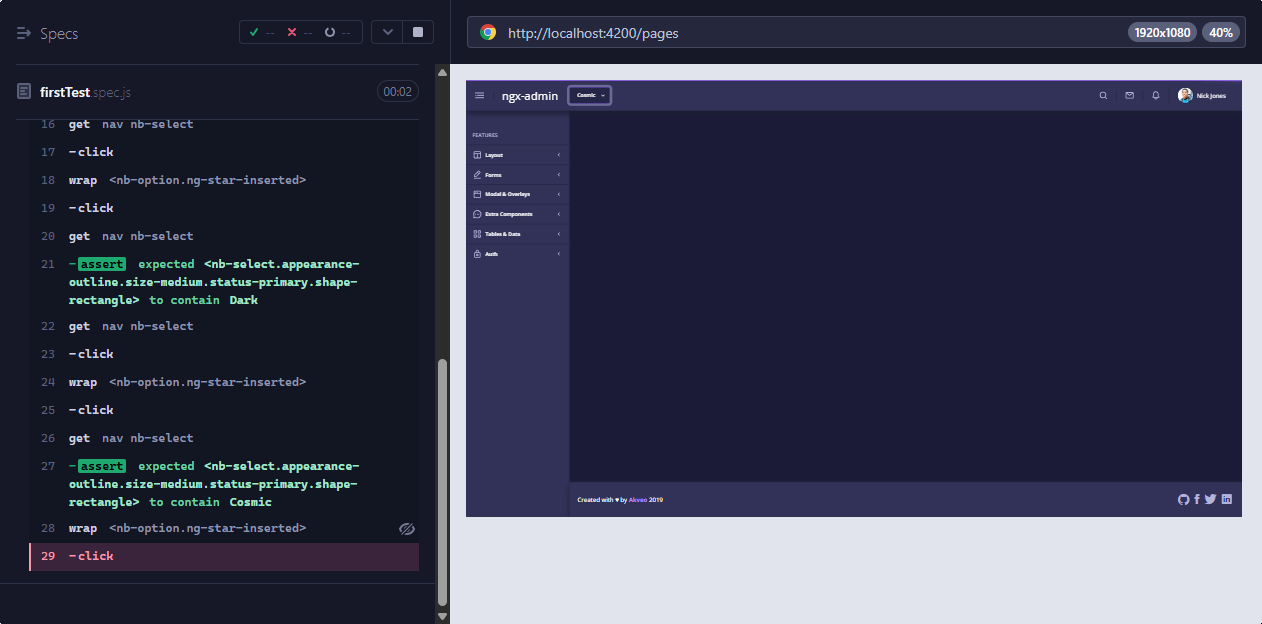 Specs
-- -- --
http://localhost:4200/pages
1920x1080
40%
firstTest.spec.js
00:02
16 get nav nb-select
17 -click
18 wrap <nb-option.ng-star-inserted>
19 -click
20 get nav nb-select
21 -assert expected <nb-select.appearance-
outline.size-medium.status-primary.shape-
rectangle> to contain Dark
22 get nav nb-select
23 -click
24 wrap <nb-option.ng-star-inserted>
25 -click
26 get nav nb-select
27 -assert expected <nb-select.appearance-
outline.size-medium.status-primary.shape-
rectangle> to contain Cosmic
28 wrap <nb-option.ng-star-inserted>
29 -click
ngx-admin
Cosmic
Nick Jones
FEATURES
Layout
Forms
Modal & Overlays
Extra Components
Tables & Data
Auth
Created with ♥ by Akveo 2019